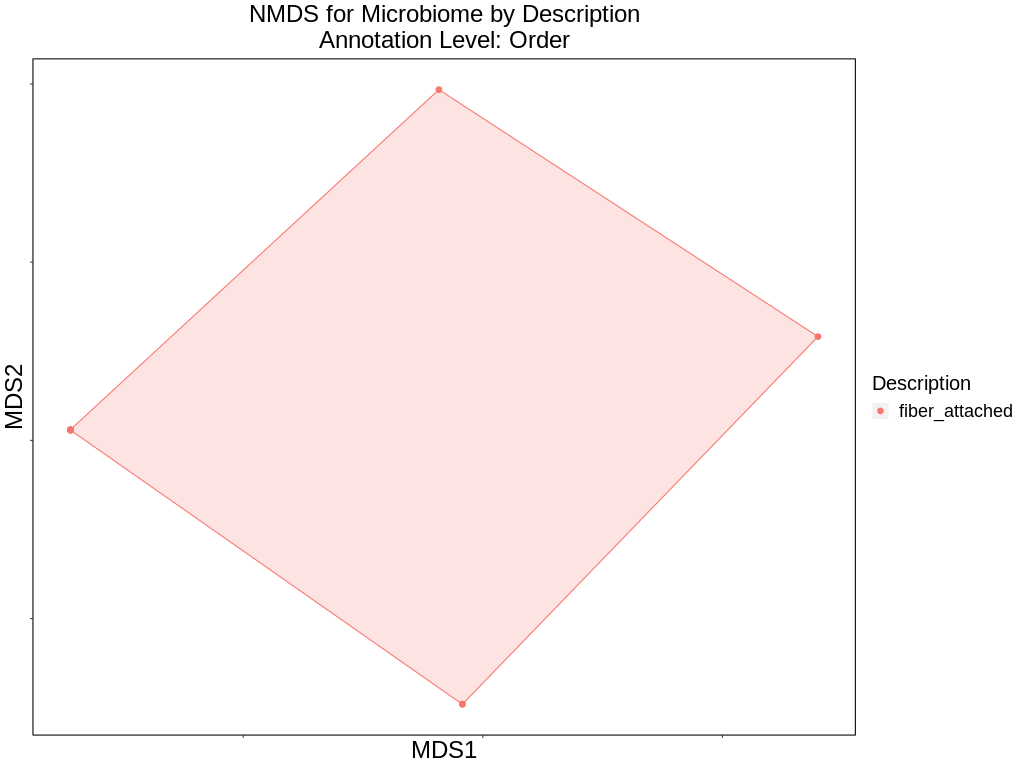 NMDS for Microbiome by Description
Annotation Level: Order
MDS2
MDS1
Description
fiber_attached